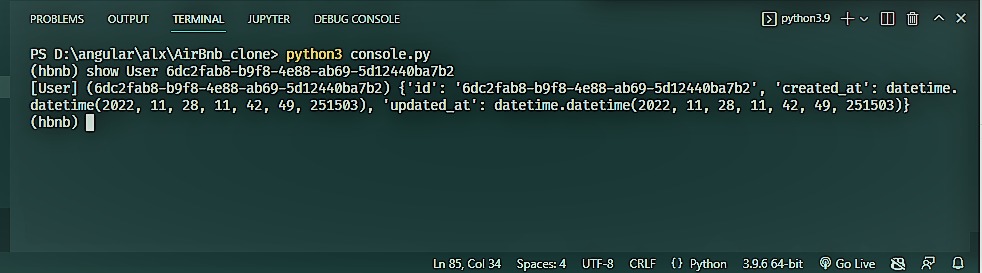 PROBLEMS OUTPUT TERMINAL JUPYTER DEBUG CONSOLE python3.9
PS D:\angular\alx\AirBnb_clone> python3 console.py
(hbnb) show User 6dc2fab8-b9f8-4e88-ab69-5d12440ba7b2
[User] (6dc2fab8-b9f8-4e88-ab69-5d12440ba7b2) {'id': '6dc2fab8-b9f8-4e88-ab69-5d12440ba7b2', 'created_at': datetime.
datetime(2022, 11, 28, 11, 42, 49, 251503), 'updated_at': datetime.datetime(2022, 11, 28, 11, 42, 49, 251503)}
(hbnb)
Ln 85, Col 34 Spaces: 4 UTF-8 CRLF {} Python 3.9.6 64-bit Go Live